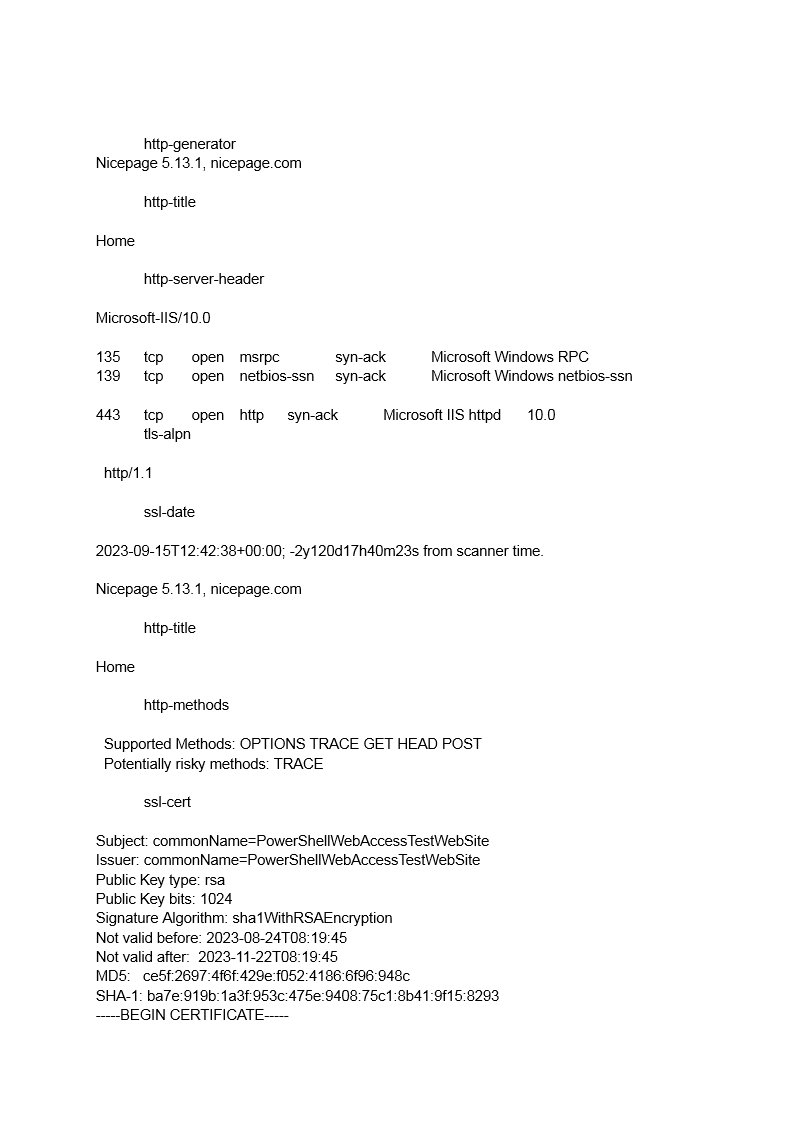 http-generator
Nicepage 5.13.1, nicepage.com
http-title
Home
http-server-header
Microsoft-IIS/10.0
135 tcp open msrpc syn-ack Microsoft Windows RPC
139 tcp open netbios-ssn syn-ack Microsoft Windows netbios-ssn
443 tcp open http syn-ack Microsoft IIS httpd 10.0
tls-alpn
http/1.1
ssl-date
2023-09-15T12:42:38+00:00; -2y120d17h40m23s from scanner time.
Nicepage 5.13.1, nicepage.com
http-title
Home
http-methods
Supported Methods: OPTIONS TRACE GET HEAD POST
Potentially risky methods: TRACE
ssl-cert
Subject: commonName=PowerShellWebAccessTestWebSite
Issuer: commonName=PowerShellWebAccessTestWebSite
Public Key type: rsa
Public Key bits: 1024
Signature Algorithm: sha1WithRSAEncryption
Not valid before: 2023-08-24T08:19:45
Not valid after:  2023-11-22T08:19:45
MD5:   ce5f:2697:4f6f:429e:f052:4186:6f96:948c
SHA-1: ba7e:919b:1a3f:953c:475e:9408:75c1:8b41:9f15:8293
-----BEGIN CERTIFICATE-----